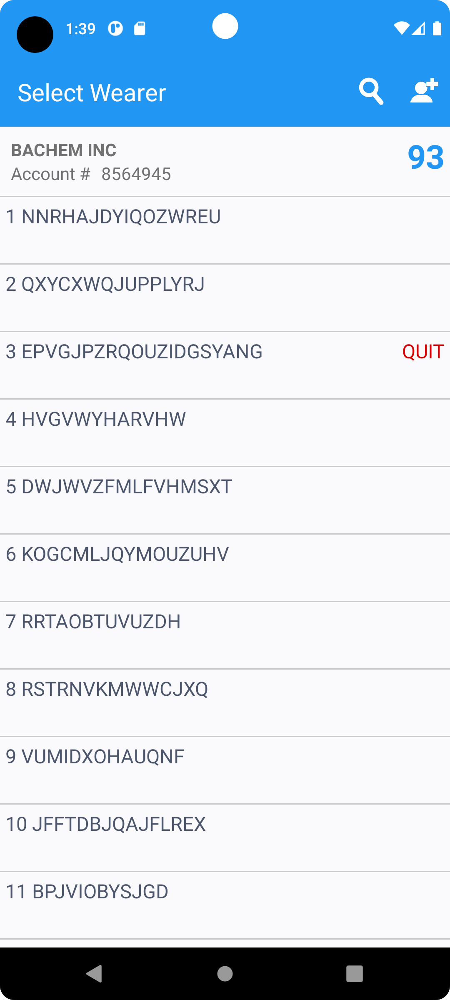 1:39
Select Wearer
BACHEM INC
93
Account # 8564945
1 NNRHAJDYIQOZWREU
2 QXYCXWQJUPPLYRJ
3 EPVGJPZRQOUZIDGSYANG QUIT
4 HVGVWYHARVHW
5 DWJWVZFMLFVHMSXT
6 KOGCMLJQYMOUZUHV
7 RRTAOBTUVUZDH
8 RSTRNVKMWWCJXQ
9 VUMIDXOHAUQNF
10 JFFTDBJQAJFLREX
11 BPJVIOBYSJGD